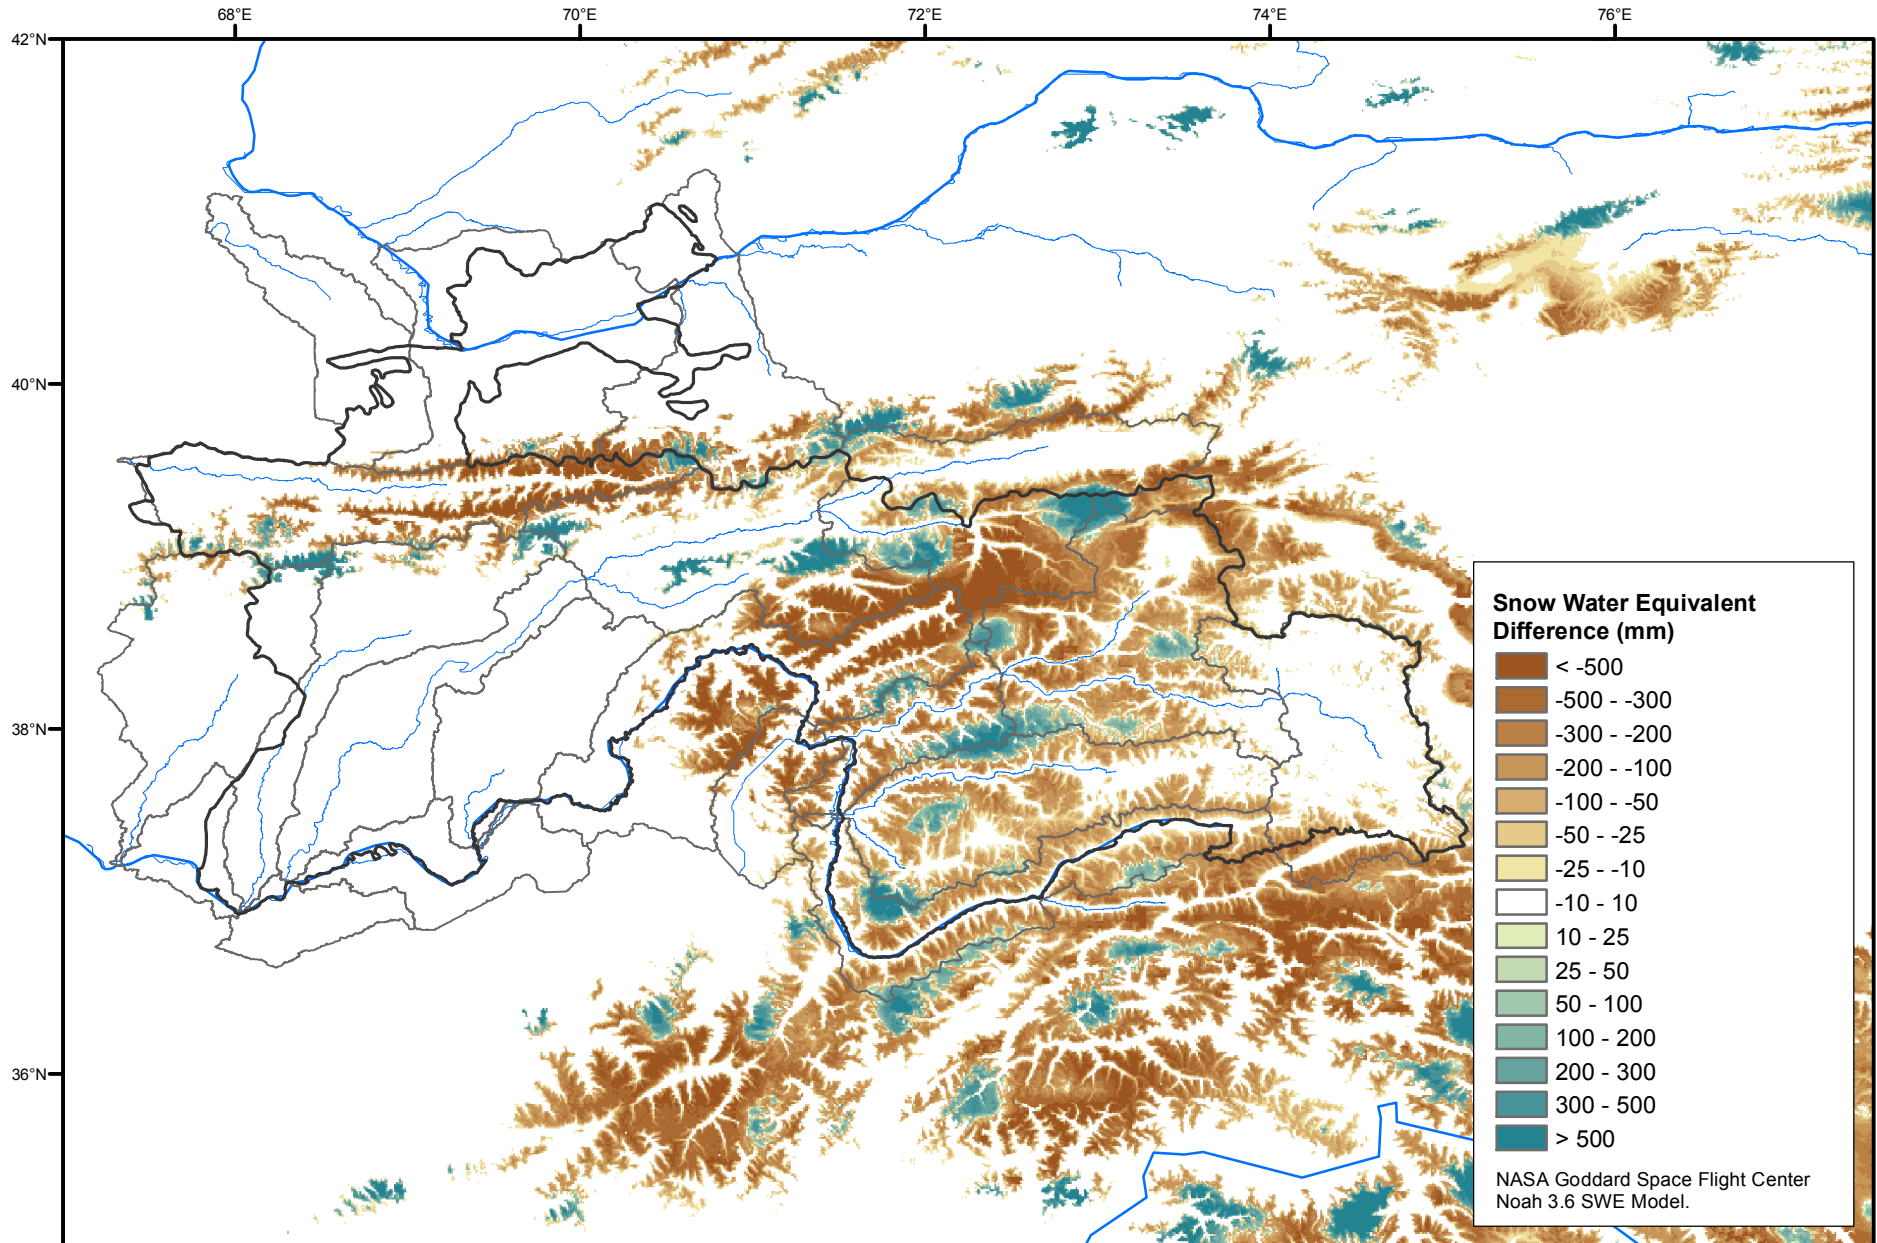 68°E 70°E 72°E 74°E 76°E
42°N
40°N
38°N
36°N
Snow Water Equivalent
Difference (mm)
< -500
-500 - -300
-300 - -200
-200 - -100
-100 - -50
-50 - -25
-25 - -10
-10 - 10
10 - 25
25 - 50
50 - 100
100 - 200
200 - 300
300 - 500
> 500
NASA Goddard Space Flight Center
Noah 3.6 SWE Model.